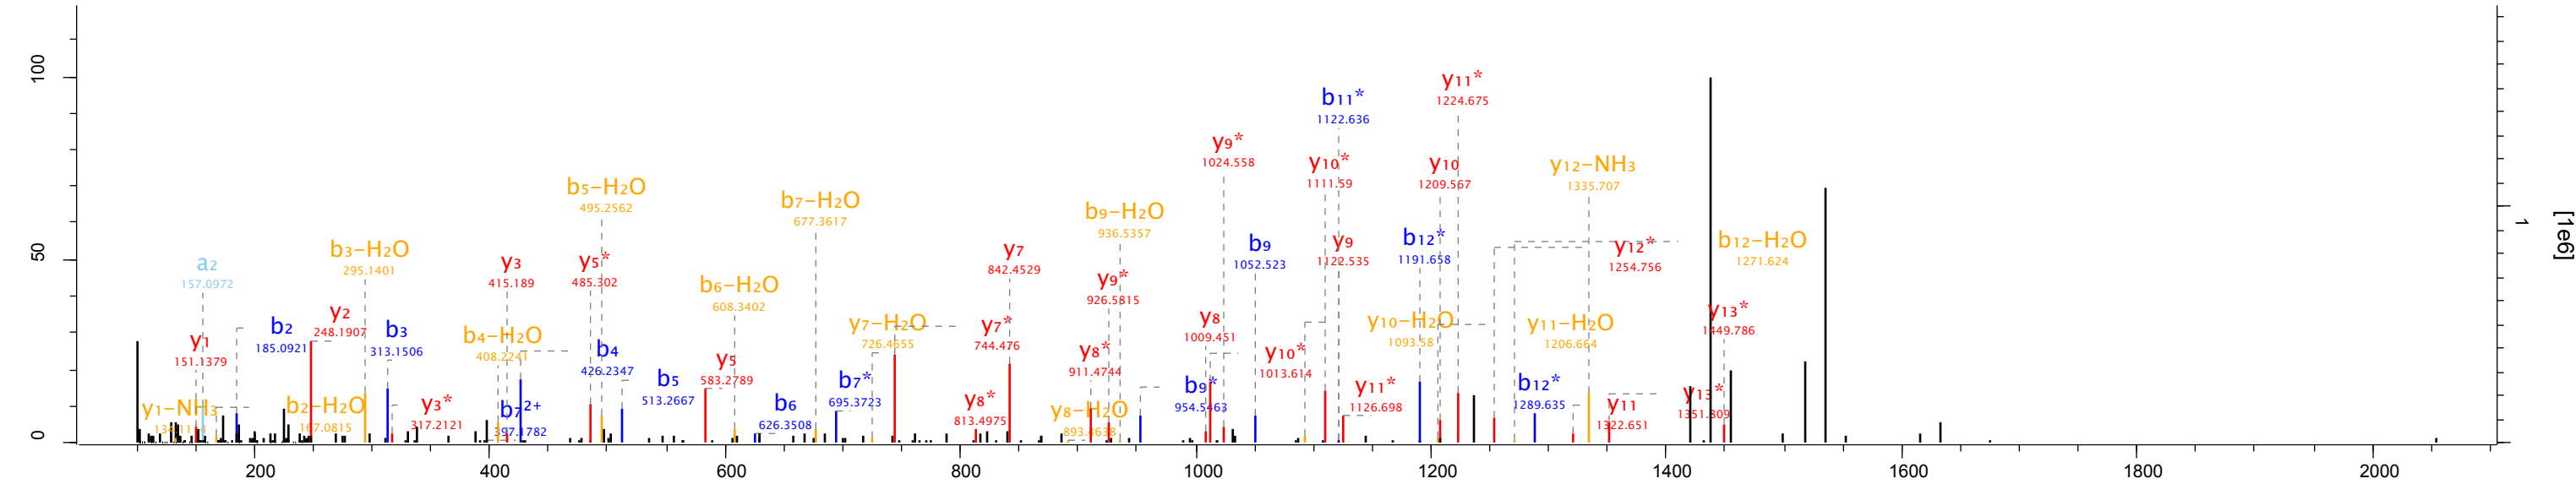 y11*
1224.675
b11*
1122.636
y9*
1024.558
y10*
1111.59
y10
1209.567
y12-NH3
1335.707
b5-H2O
495.2562
b7-H2O
677.3617
b9-H2O
936.5357
b3-H2O
295.1401
a2
157.0972
y3
415.189
y5*
485.302
y7
842.4529
b9
1052.523
y9
1122.535
b12*
1191.658
y12*
1254.756
b12-H2O
1271.624
b6-H2O
608.3402
y9*
926.5815
y2
248.1907
b2
185.0921
b3
313.1506
b4-H2O
408.2241
y7-H2O
726.4655
y7*
744.476
y8
1009.451
y10-H2O
1093.58
y11-H2O
1206.664
y13*
1449.786
y1
151.1379
b4
426.2347
y5
583.2789
y8*
911.4744
y10*
1013.614
b5
513.2667
b7*
695.3723
b9*
954.5463
y11*
1126.698
b12*
1289.635
y13*
1351.809
y1-NH3
b2-H2O
167.0815
y3*
317.2121
b7 2+
397.1782
b6
626.3508
y8*
813.4975
y8-H2O
893.4638
y11
1322.651
100
50
0
200
400
600
800
1000
1200
1400
1600
1800
2000
1
[1e6]